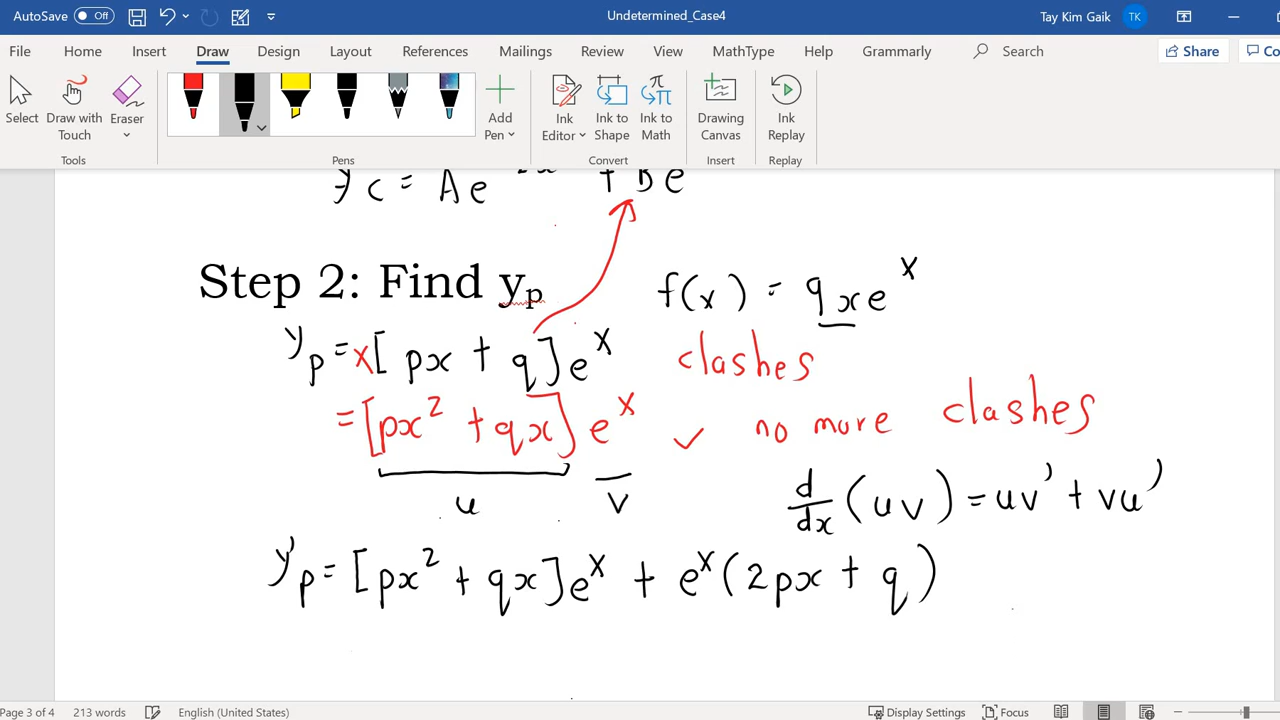 AutoSave Off Undetermined_Case4 Tay Kim Gaik TK
File Home Insert Draw Design Layout References Mailings Review View MathType Help Grammarly Search Share Co
Select Draw with Touch Eraser Add Pen Ink Editor Ink to Shape Ink to Math Drawing Canvas Ink Replay
Tools Pens Convert Insert Replay
y c = Ae + Be
Step 2: Find yp f(x) = 9xe^x
yp = x[px + q]e^x clashes
= [px² + qx]e^x ✓ no more clashes
u v d/dx (uv) = uv' + vu'
y'p = [px² + qx]e^x + e^x(2px + q)
Page 3 of 4 213 words English (United States) Display Settings Focus